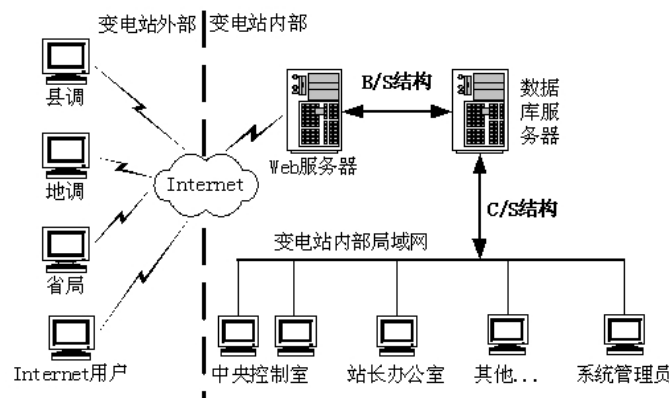 变电站外部
变电站内部
县调
地调
省局
Internet用户
Internet
Web服务器
B/S结构
数据
库服
务器
C/S结构
变电站内部局域网
中央控制室
站长办公室
其他...
系统管理员